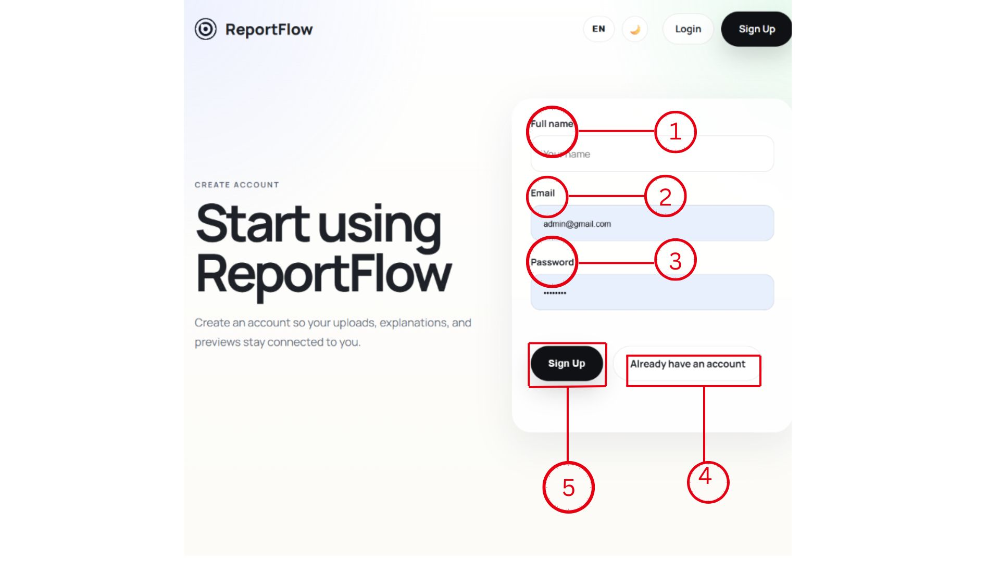 ReportFlow
EN
Login
Sign Up
CREATE ACCOUNT
Start using
ReportFlow
Create an account so your uploads, explanations, and
previews stay connected to you.
Full name
1
Your name
Email
2
admin@gmail.com
Password
3
••••••••
Sign Up
Already have an account
5
4